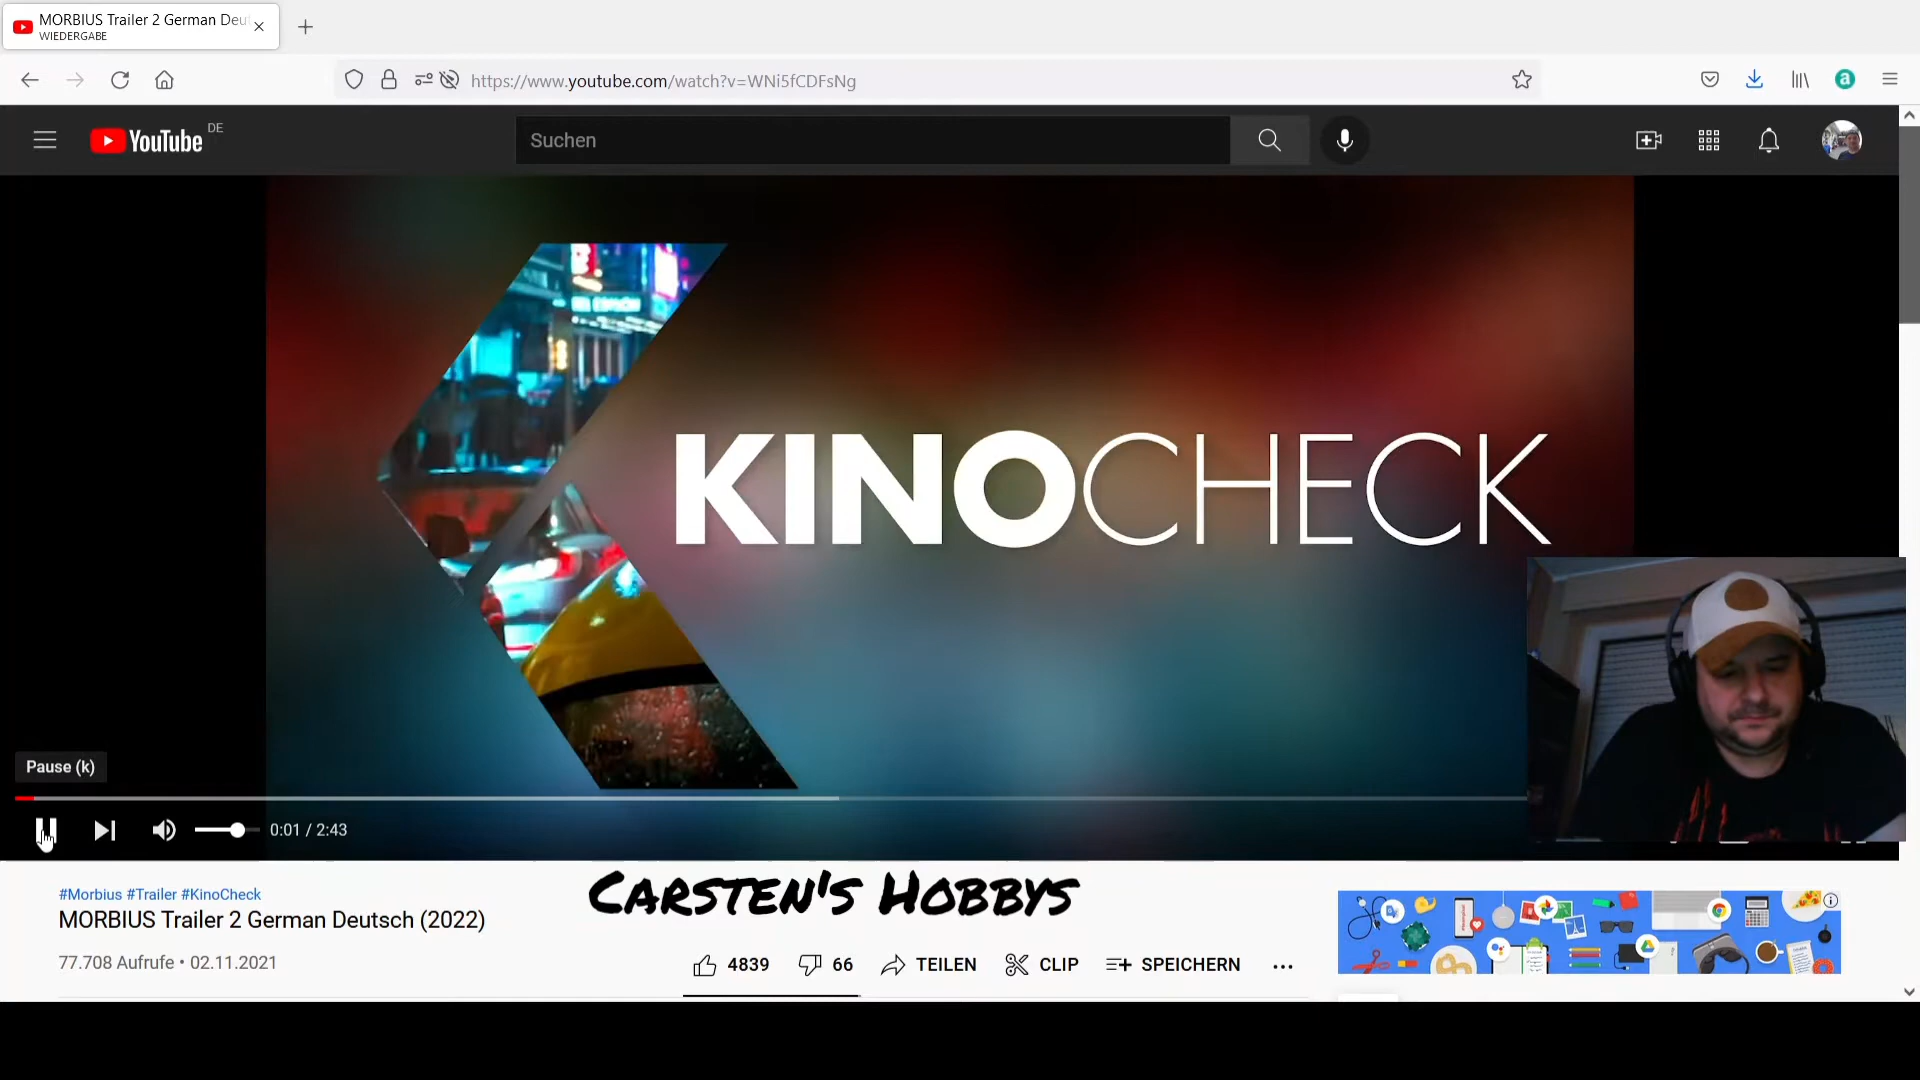 MORBIUS Trailer 2 German Deu
WIEDERGABE
https://www.youtube.com/watch?v=WNi5fCDFsNg
YouTube DE
Suchen
KINOCHECK
Pause (k)
0:01 / 2:43
CARSTEN'S HOBBYS
#Morbius #Trailer #KinoCheck
MORBIUS Trailer 2 German Deutsch (2022)
77.708 Aufrufe • 02.11.2021
4839 66 TEILEN CLIP SPEICHERN